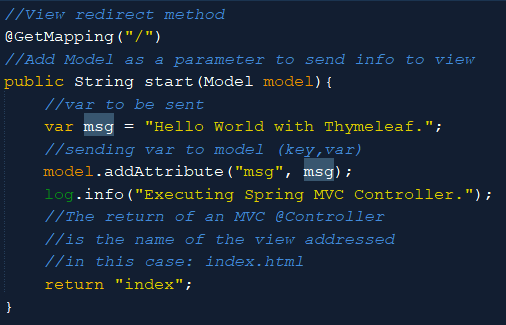 //View redirect method
@GetMapping("/")
//Add Model as a parameter to send info to view
public String start(Model model){
//var to be sent
var msg = "Hello World with Thymeleaf.";
//sending var to model (key,var)
model.addAttribute("msg", msg);
log.info("Executing Spring MVC Controller.");
//The return of an MVC @Controller
//is the name of the view addressed
//in this case: index.html
return "index";
}